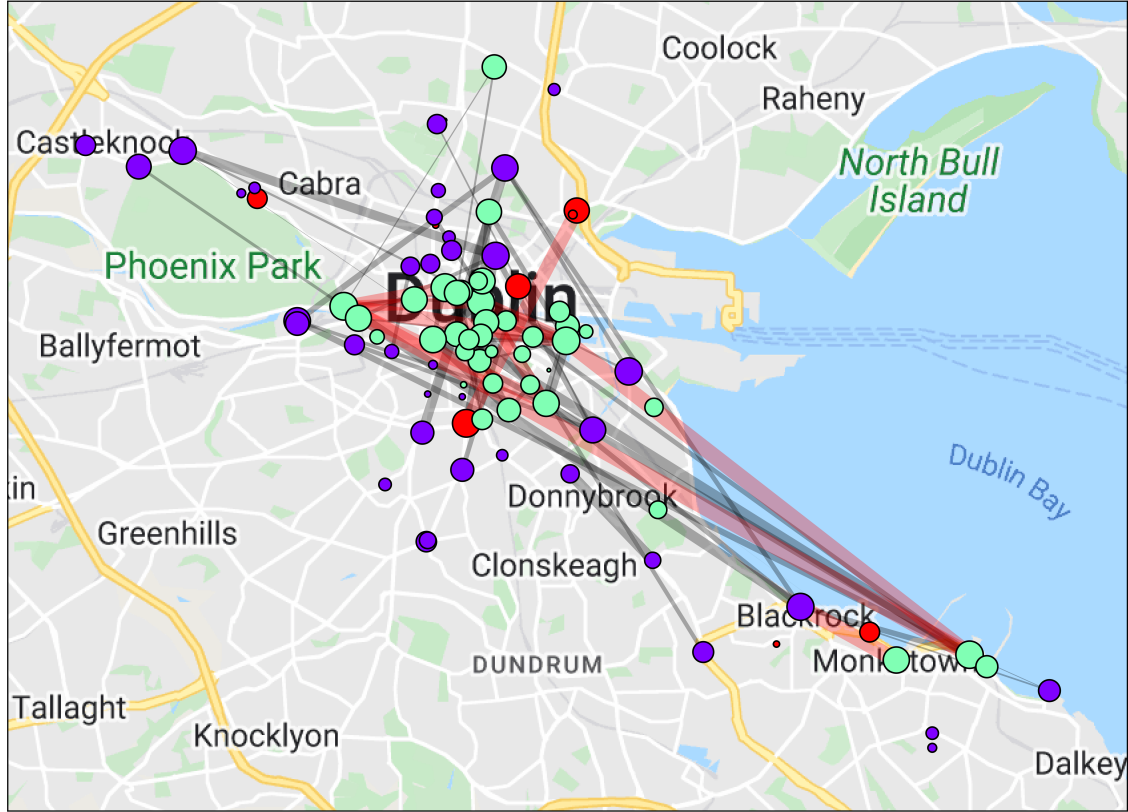 Coolock
Raheny
Castleknock
North Bull
Island
Cabra
Phoenix Park
Dublin
Ballyfermot
Dublin Bay
kin
Donnybrook
Greenhills
Clonskeagh
Blackrock
DUNDRUM
Monkstown
Tallaght
Knocklyon
Dalkey